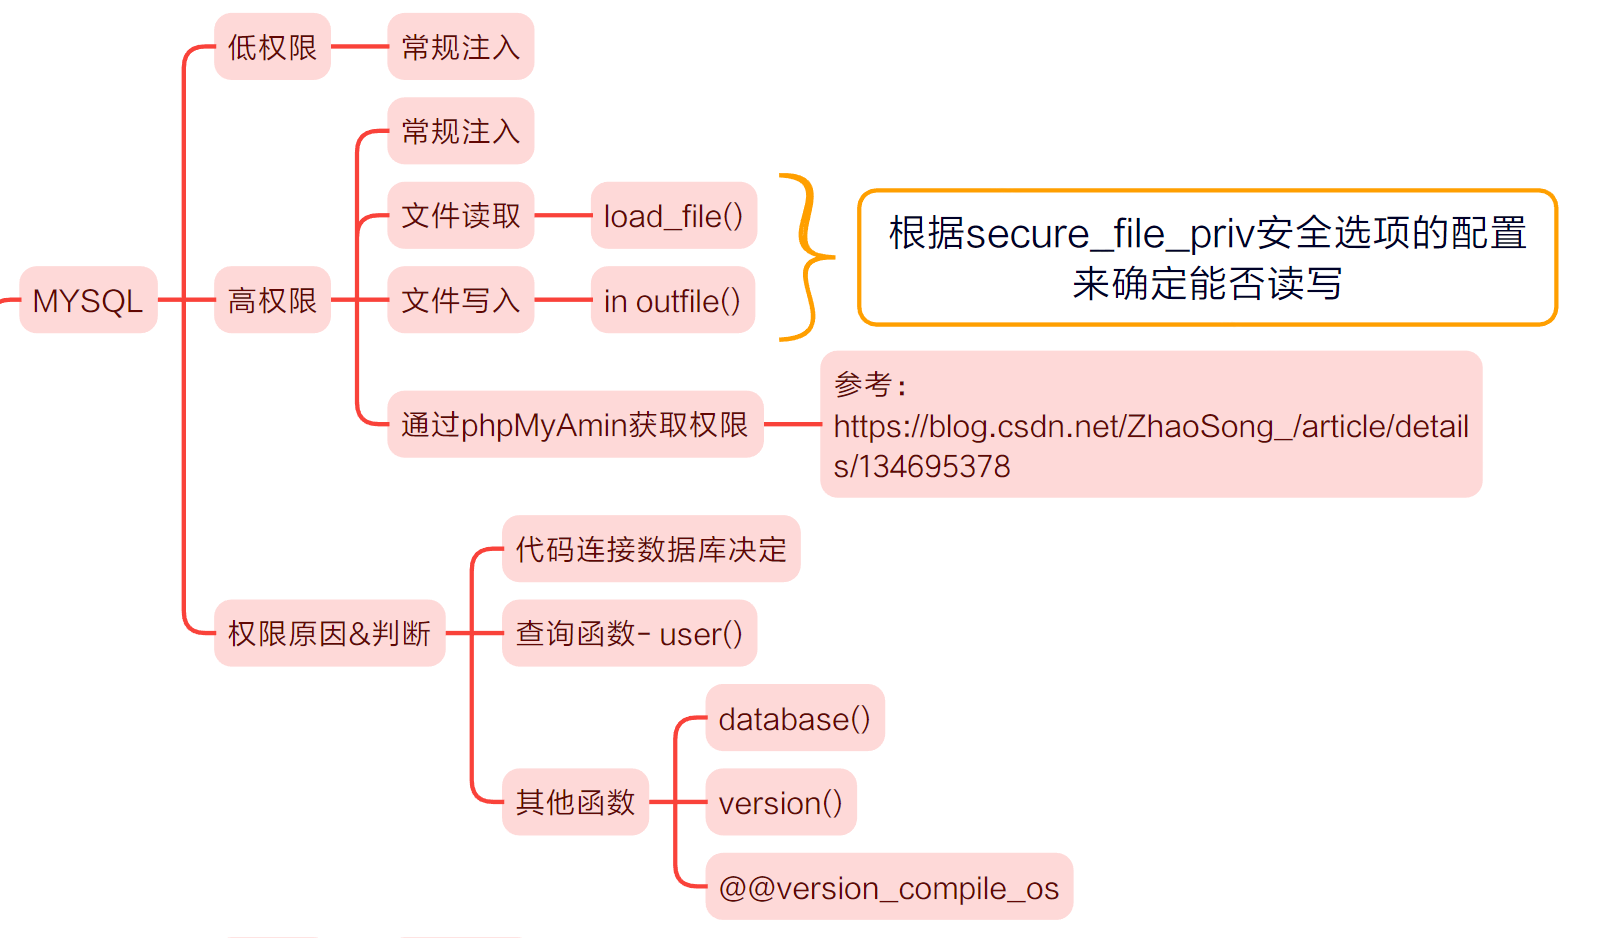 低权限
常规注入
常规注入
文件读取
load_file()
根据secure_file_priv安全选项的配置
来确定能否读写
MYSQL
高权限
文件写入
in outfile()
参考：
通过phpMyAmin获取权限
https://blog.csdn.net/ZhaoSong_/article/detail
s/134695378
代码连接数据库决定
权限原因&判断
查询函数- user()
database()
其他函数
version()
@@version_compile_os